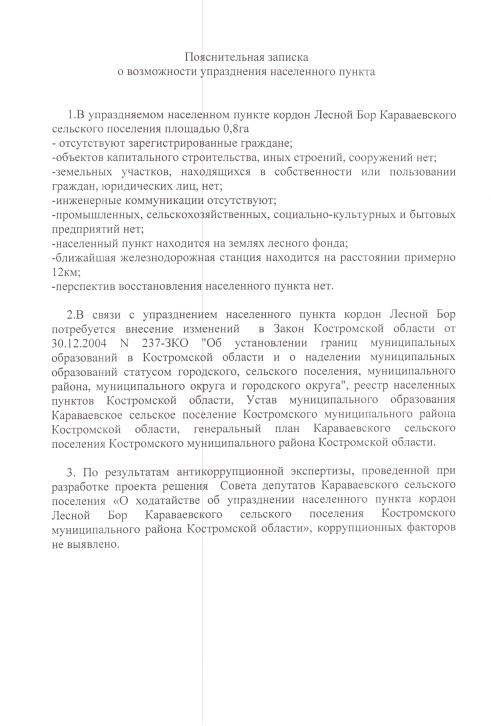 Пояснительная записка
о возможности упразднения населенного пункта
1.В упраздняемом населенном пункте кордон Лесной Бор Караваевского
сельского поселения площадью 0,8га
- отсутствуют зарегистрированные граждане;
-объектов капитального строительства, иных строений, сооружений нет;
-земельных участков, находящихся в собственности или пользовании
граждан, юридических лиц, нет;
-инженерные коммуникации отсутствуют;
-промышленных, сельскохозяйственных, социально-культурных и бытовых
предприятий нет;
-населенный пункт находится на землях лесного фонда;
-ближайшая железнодорожная станция находится на расстоянии примерно
12км;
-перспектив восстановления населенного пункта нет.
2.В связи с упразднением населенного пункта кордон Лесной Бор
потребуется внесение изменений в Закон Костромской области от
30.12.2004 N 237-ЗКО "Об установлении границ муниципальных
образований в Костромской области и о наделении муниципальных
образований статусом городского, сельского поселения, муниципального
района, муниципального округа и городского округа", реестр населенных
пунктов Костромской области, Устав муниципального образования
Караваевское сельское поселение Костромского муниципального района
Костромской области, генеральный план Караваевского сельского
поселения Костромского муниципального района Костромской области.
3. По результатам антикоррупционной экспертизы, проведенной при
разработке проекта решения Совета депутатов Караваевского сельского
поселения «О ходатайстве об упразднении населенного пункта кордон
Лесной Бор Караваевского сельского поселения Костромского
муниципального района Костромской области», коррупционных факторов
не выявлено.